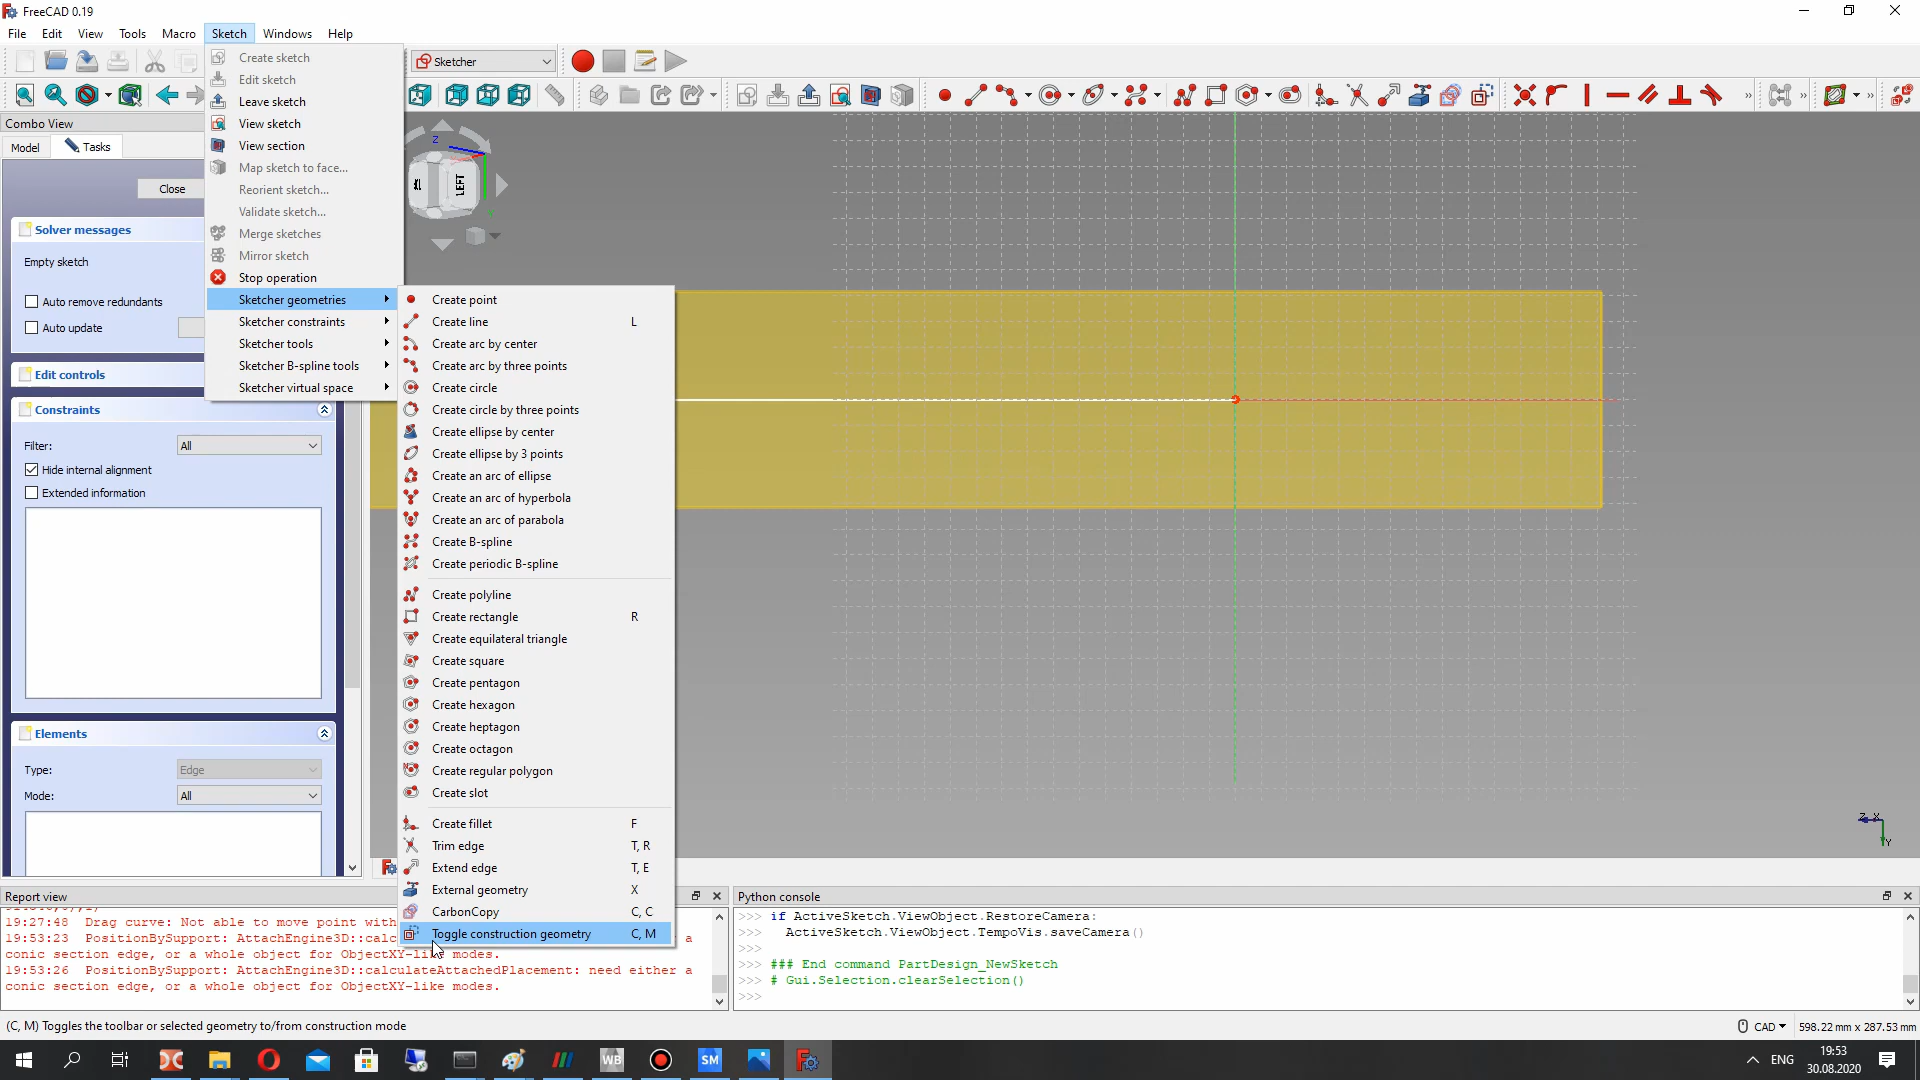 FreeCAD 0.19
File Edit View Tools Macro Sketch Windows Help
Sketcher
Create sketch
Edit sketch
Leave sketch
View sketch
View section
Map sketch to face...
Reorient sketch...
Validate sketch...
Merge sketches
Mirror sketch
Stop operation
Sketcher geometries
Sketcher constraints
Sketcher tools
Sketcher B-spline tools
Sketcher virtual space
Combo View
Model Tasks
Close
Solver messages
Empty sketch
Auto remove redundants
Auto update
Edit controls
Constraints
Filter: All
Hide internal alignment
Extended information
Elements
Type: Edge
Mode: All
Create point
Create line L
Create arc by center
Create arc by three points
Create circle
Create circle by three points
Create ellipse by center
Create ellipse by 3 points
Create an arc of ellipse
Create an arc of hyperbola
Create an arc of parabola
Create B-spline
Create periodic B-spline
Create polyline
Create rectangle R
Create equilateral triangle
Create square
Create pentagon
Create hexagon
Create heptagon
Create octagon
Create regular polygon
Create slot
Create fillet F
Trim edge T, R
Extend edge T, E
External geometry X
CarbonCopy C, C
Toggle construction geometry C, M
Z
LEFT
Z X
Y
Report view
19:27:48 Drag curve: Not able to move point with
19:53:23 PositionBySupport: AttachEngine3D::calc a
conic section edge, or a whole object for ObjectXY-like modes.
19:53:26 PositionBySupport: AttachEngine3D::calculateAttachedPlacement: need either a
conic section edge, or a whole object for ObjectXY-like modes.
Python console
>>> if ActiveSketch.ViewObject.RestoreCamera:
>>>   ActiveSketch.ViewObject.TempoVis.saveCamera()
>>>
>>> ### End command PartDesign_NewSketch
>>> # Gui.Selection.clearSelection()
>>>
(C, M) Toggles the toolbar or selected geometry to/from construction mode
CAD 598.22 mm x 287.53 mm
WB
SM
ENG
19:53
30.08.2020